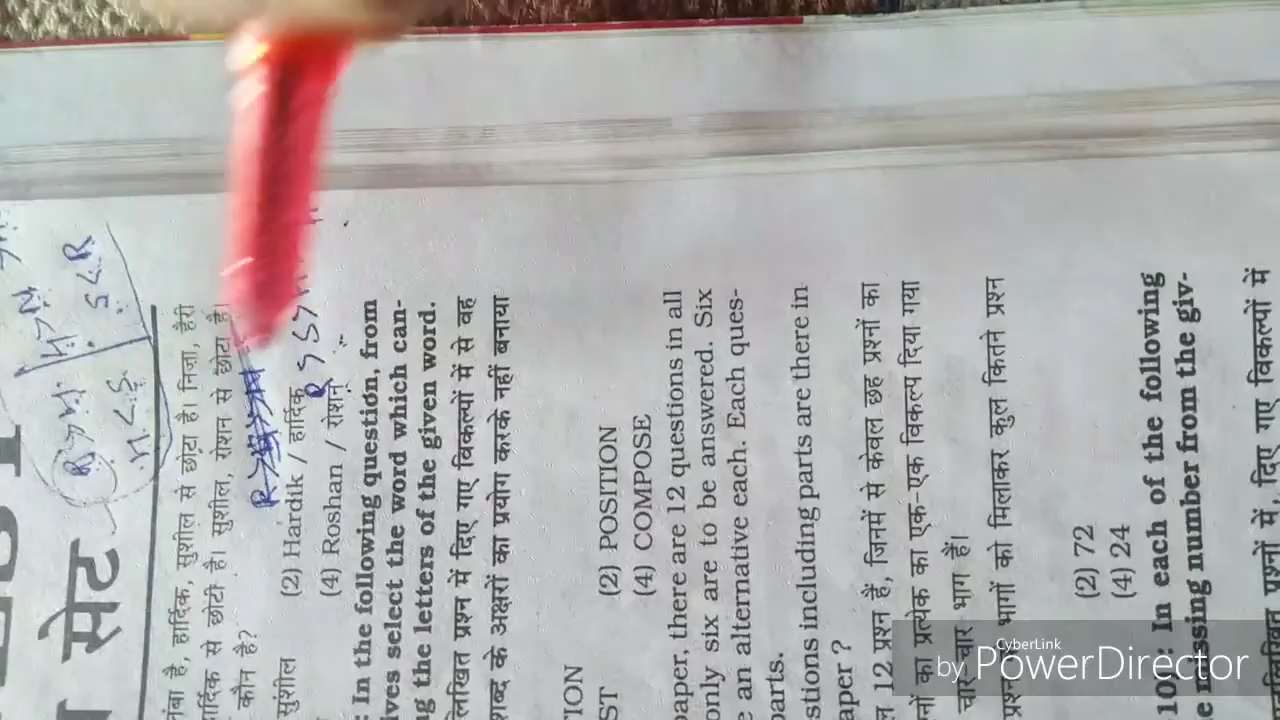 सेट
लंबा है, हार्दिक, सुशील से छोटा है। निजा, हैरी
हार्दिक से छोटी है। सुशील, रोशन से छोटा है।
कौन है?
सुशील (2) Hardik / हार्दिक
(4) Roshan / रोशन
: In the following question, from
ives select the word which can-
g the letters of the given word.
लिखित प्रश्न में दिए गए विकल्पों में से वह
शब्द के अक्षरों का प्रयोग करके नहीं बनाया
TION (2) POSITION
ST (4) COMPOSE
paper, there are 12 questions in all
only six are to be answered. Six
e an alternative each. Each ques-
parts.
stions including parts are there in
aper ?
ल 12 प्रश्न हैं, जिनमें से केवल छह प्रश्नों का
नों का प्रत्येक का एक-एक विकल्प दिया गया
चार-चार भाग हैं।
प्रश्न भागों को मिलाकर कुल कितने प्रश्न
(2) 72
(4) 24
101 : In each of the following
e missing number from the giv-
प्रश्नों में, दिए गए विकल्पों में
CyberLink
by PowerDirector